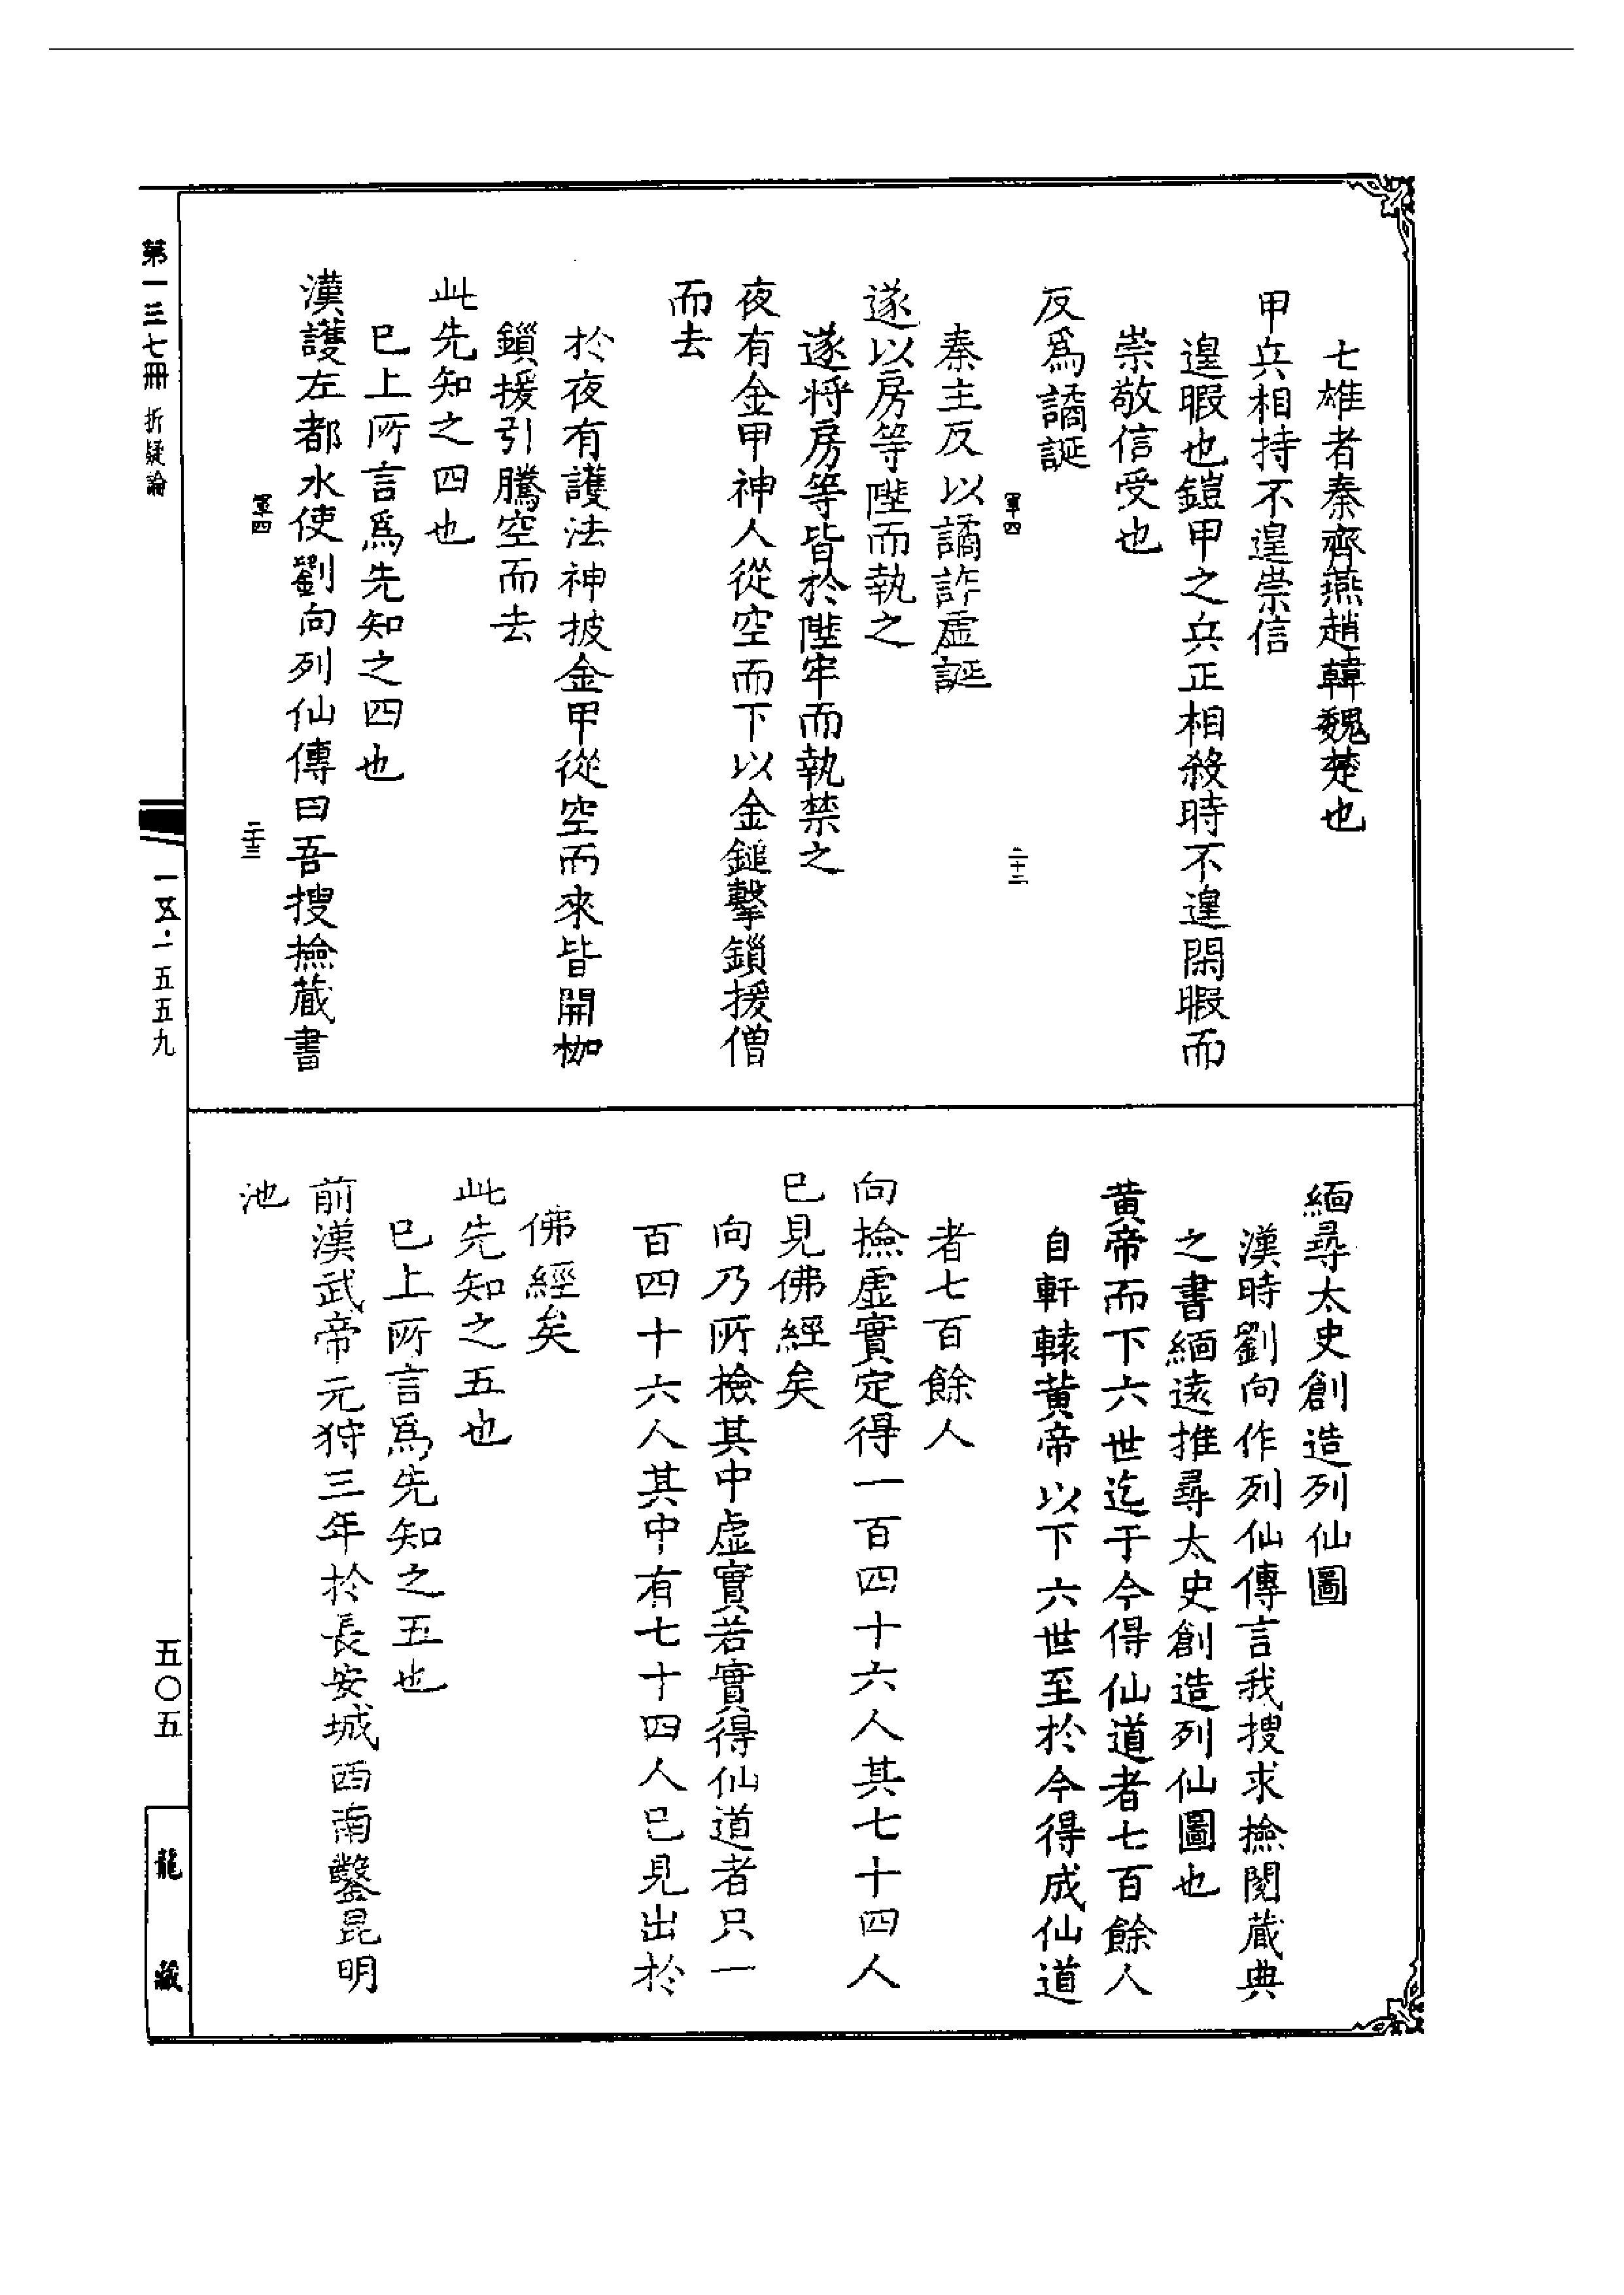 七雄者秦齊燕趙韓魏楚也
甲兵相持不遑崇信
遑暇也鎧甲之兵正相殺時不遑閑暇而
崇敬信受也
反爲譎誕
軍四
二十二
秦主反以譎詐虛誕
遂以房等陛而執之
遂將房等皆於陛牢而執禁之
夜有金甲神人從空而下以金鎚擊鎖援僧
而去
於夜有護法神披金甲從空而來皆開枷
鎖援引騰空而去
此先知之四也
已上所言爲先知之四也
漢護左都水使劉向列仙傳曰吾搜撿蔵書
軍四
二十三
緬尋太史創造列仙圖
漢時劉向作列仙傳言我搜求撿閱蔵典
之書緬遠推尋太史創造列仙圖也
黄帝而下六世迄于今得仙道者七百餘人
自軒轅黄帝以下六世至於今得成仙道
者七百餘人
向撿虛實定得一百四十六人其七十四人
已見佛經矣
向乃所檢其中虛實若實得仙道者只一
百四十六人其中有七十四人已見出於
佛經矣
此先知之五也
已上所言爲先知之五也
前漢武帝元狩三年於長安城西南鑿昆明
池
第一三七冊 折疑論
一五·一五五九
五〇五
龍藏